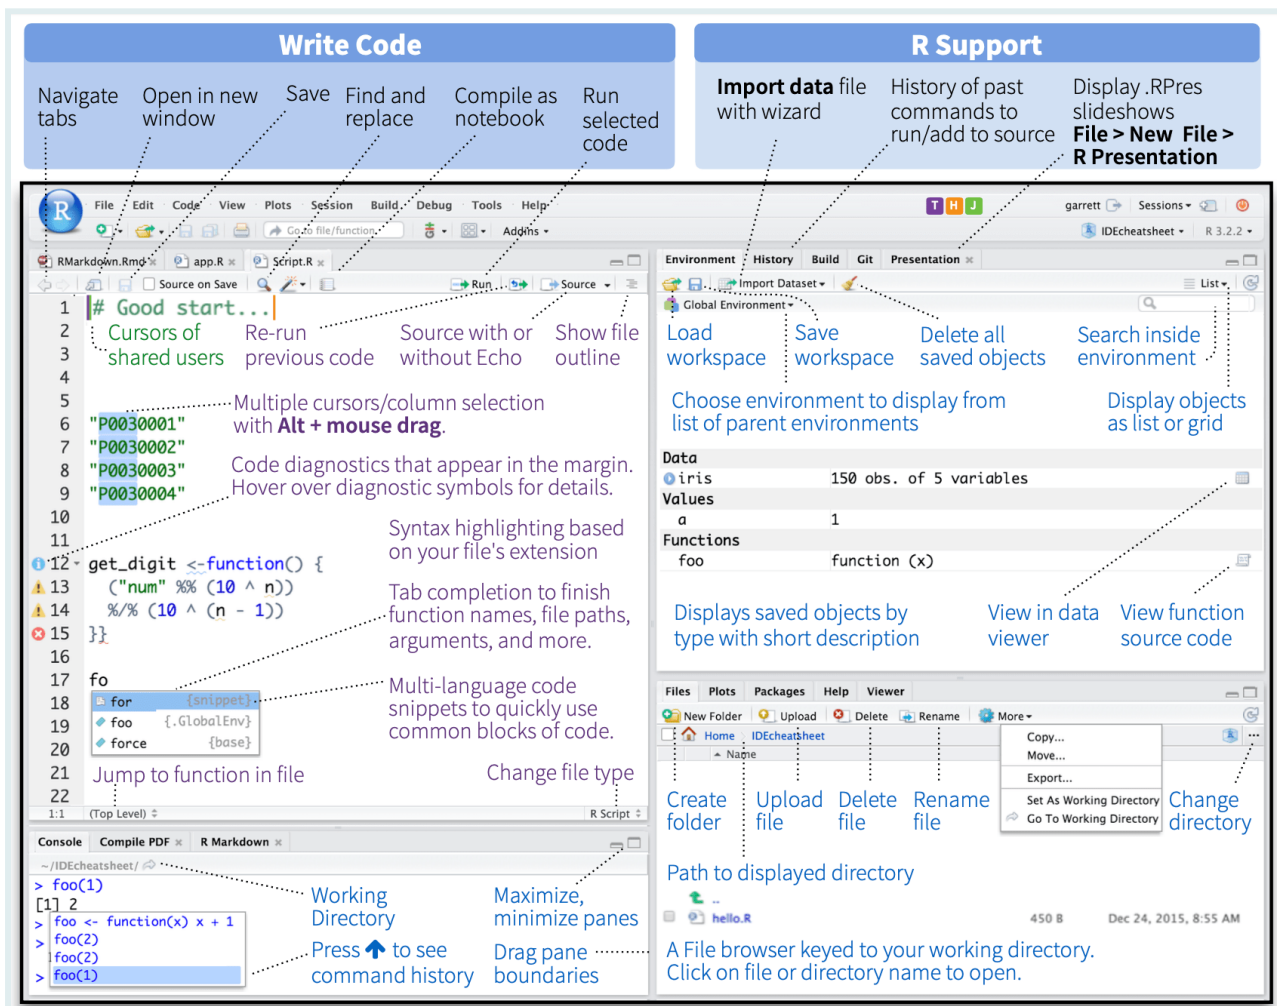 Write Code
Navigate tabs
Open in new window
Save
Find and replace
Compile as notebook
Run selected code
R Support
Import data file with wizard
History of past commands to run/add to source
Display .RPres slideshows
File > New File > R Presentation
R
File Edit Code View Plots Session Build Debug Tools Help
T H J
garrett
Sessions
Go to file/function
Addins
IDEcheatsheet
R 3.2.2
RMarkdown.Rmd
app.R
Script.R
Source on Save
Run
Source
1 # Good start...
2
3
4
5
6 "P0030001"
7 "P0030002"
8 "P0030003"
9 "P0030004"
10
11
12 get_digit <-function() {
13 ("num" %% (10 ^ n))
14 %/% (10 ^ (n - 1))
15 }}
16
17 fo
18
19
20
21
22
for {snippet}
foo {.GlobalEnv}
force {base}
Cursors of shared users
Re-run previous code
Source with or without Echo
Show file outline
Multiple cursors/column selection
with Alt + mouse drag.
Code diagnostics that appear in the margin.
Hover over diagnostic symbols for details.
Syntax highlighting based
on your file's extension
Tab completion to finish
function names, file paths,
arguments, and more.
Multi-language code
snippets to quickly use
common blocks of code.
Jump to function in file
Change file type
1:1 (Top Level)
R Script
Console Compile PDF R Markdown
~/IDEcheatsheet/
> foo(1)
[1] 2
>
>
>
foo <- function(x) x + 1
foo(2)
foo(2)
foo(1)
Working Directory
Press to see
command history
Maximize, minimize panes
Drag pane boundaries
Environment History Build Git Presentation
Import Dataset
List
Global Environment
Load workspace
Save workspace
Delete all saved objects
Search inside environment
Choose environment to display from
list of parent environments
Display objects as list or grid
Data
iris 150 obs. of 5 variables
Values
a 1
Functions
foo function (x)
Displays saved objects by
type with short description
View in data viewer
View function source code
Files Plots Packages Help Viewer
New Folder Upload Delete Rename More
Home IDEcheatsheet
...
Name
Copy...
Move...
Export...
Set As Working Directory
Go To Working Directory
Create folder
Upload file
Delete file
Rename file
Change directory
Path to displayed directory
..
hello.R 450 B Dec 24, 2015, 8:55 AM
A File browser keyed to your working directory.
Click on file or directory name to open.